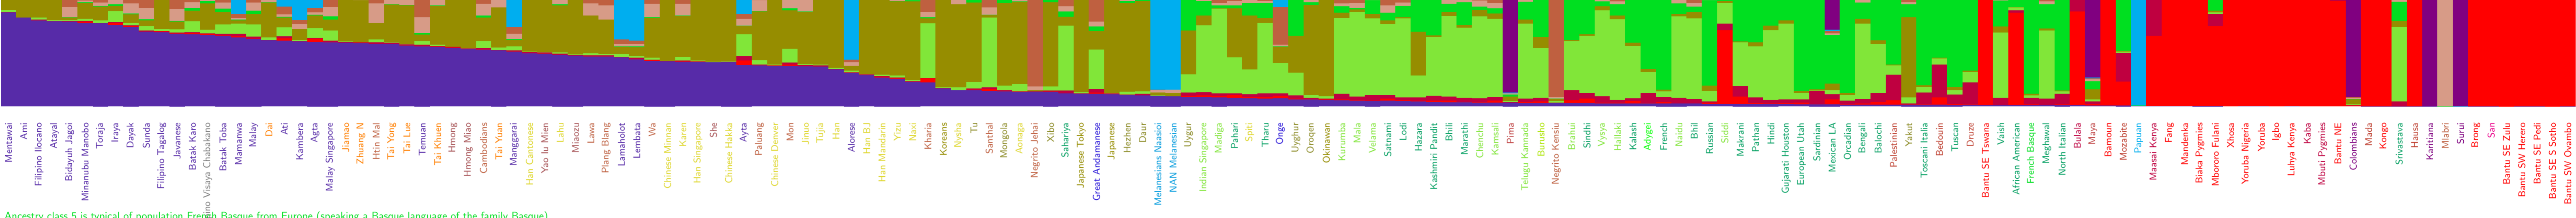 Mentawai
Ami
Filipino Ilocano
Atayal
Bidayuh Jagoi
Minanubu Manoobo
Toraja
Iraya
Dayak
Sunda
Filipino Tagalog
Javanese
Batak Karo
ino Visaya Chabakano
Batak Toba
Mamanwa
Malay
Dai
Ati
Kambera
Agta
Malay Singapore
Jiamao
Zhuang N
Htin Mal
Tai Yong
Tai Lue
Temuan
Tai Khuen
Hmong
Hmong Miao
Cambodians
Tai Yuan
Manggarai
Han Cantonese
Yao Iu Mien
Lahu
Miaozu
Lawa
Plang Blang
Lamaholot
Lembata
Wa
Chinese Minnan
Karen
Han Singapore
She
Chinese Hakka
Ayta
Palaung
Chinese Denver
Mon
Jinuo
Tujia
Han
Alorese
Han BJ
Han Mandarin
Yizu
Naxi
Kharia
Koreans
Nysha
Tu
Santhal
Mongola
Aonaga
Negrito Jehai
Xibo
Sahariya
Japanese Tokyo
Great Andamanese
Japanese
Hezhen
Daur
Melanesians Naasioi
NAN Melanesian
Uygur
Indian Singapore
Madiga
Pahari
Spiti
Tharu
Onge
Uyghur
Oroqen
Okinawan
Kurumba
Mala
Velama
Satnami
Lodi
Hazara
Kashmiri Pandit
Bhili
Marathi
Chenchu
Kamsali
Pima
Telugu Kanada
Burusho
Negrito Kensiu
Brahui
Sindhi
Vysya
Hallaki
Kalash
Adygei
French
Naidu
Bhil
Russian
Siddi
Makrani
Pathan
Hindi
Gujarati Houston
European Utah
Sardinian
Mexican LA
Orcadian
Bengali
Balochi
Palestinian
Yakut
Toscani Italia
Bedouin
Tuscan
Druze
Bantu SE Tswana
Vaish
African American
French Basque
Meghawal
North Italian
Bulala
Maya
Bamoun
Mozabite
Papuan
Maasai Kenya
Fang
Mandenka
Biaka Pygmies
Mbororo Fulani
Xhosa
Yoruba Nigeria
Yoruba
Igbo
Luhya Kenya
Kaba
Mbuti Pygmies
Bantu NE
Colombians
Mada
Kongo
Srivastava
Hausa
Karitiana
Mlabri
Surui
Brong
San
Bantu SE Zulu
Bantu SW Herero
Bantu SE Pedi
Bantu SE S Sotho
Bantu SW Ovambo
Ancestry class 5 is typical of population French Basque from Europe (speaking a Basque language of the family Basque)